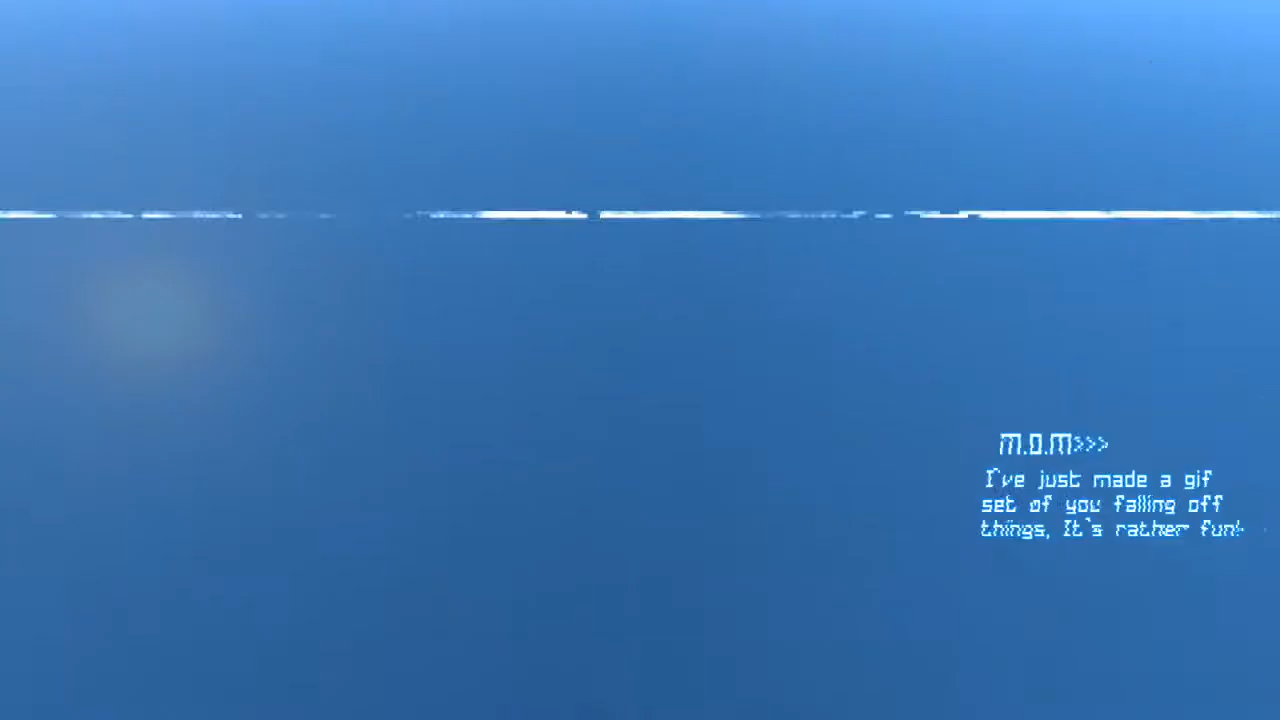 M.O.M>>>
I've just made a gif
set of you falling off
things, It's rather fun!